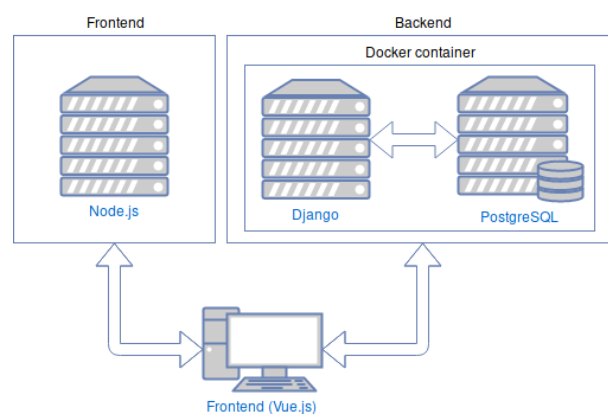 Frontend
Backend
Docker container
Node.js
Django
PostgreSQL
Frontend (Vue.js)